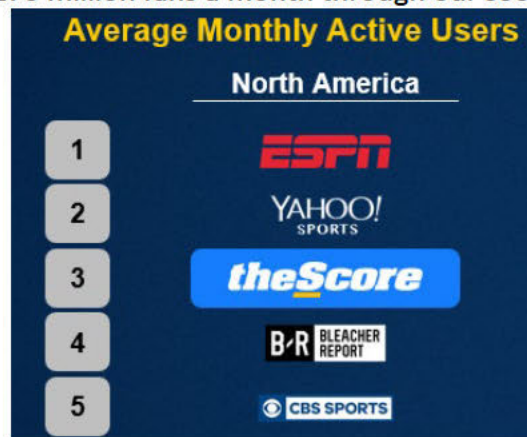 Average Monthly Active Users
North America
1 ESPN
2 YAHOO!
SPORTS
3 theScore
4 B/R BLEACHER
REPORT
5 CBS SPORTS